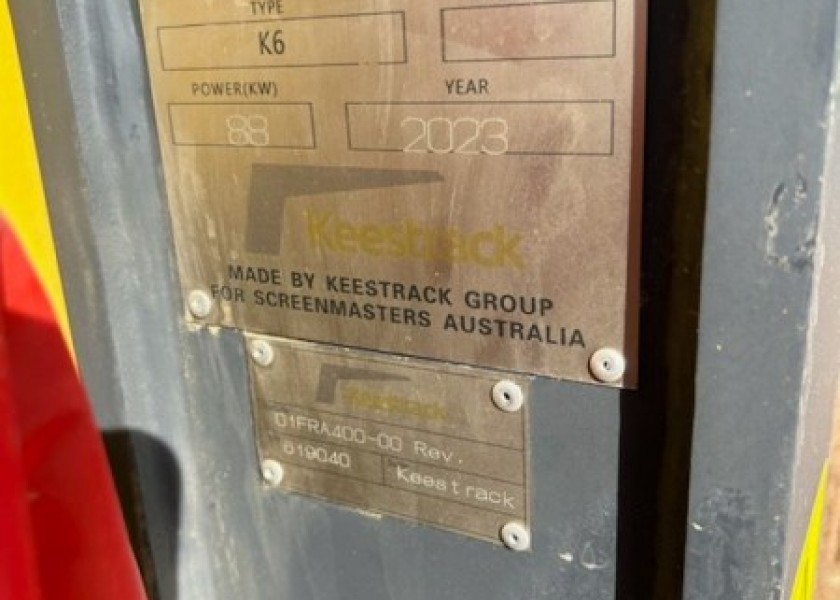 TYPE
K6
POWER(KW) YEAR
88 2023
Keestrack
MADE BY KEESTRACK GROUP
FOR SCREENMASTERS AUSTRALIA
Keestrack
01FRA400-00 Rev.
619040 Keestrack